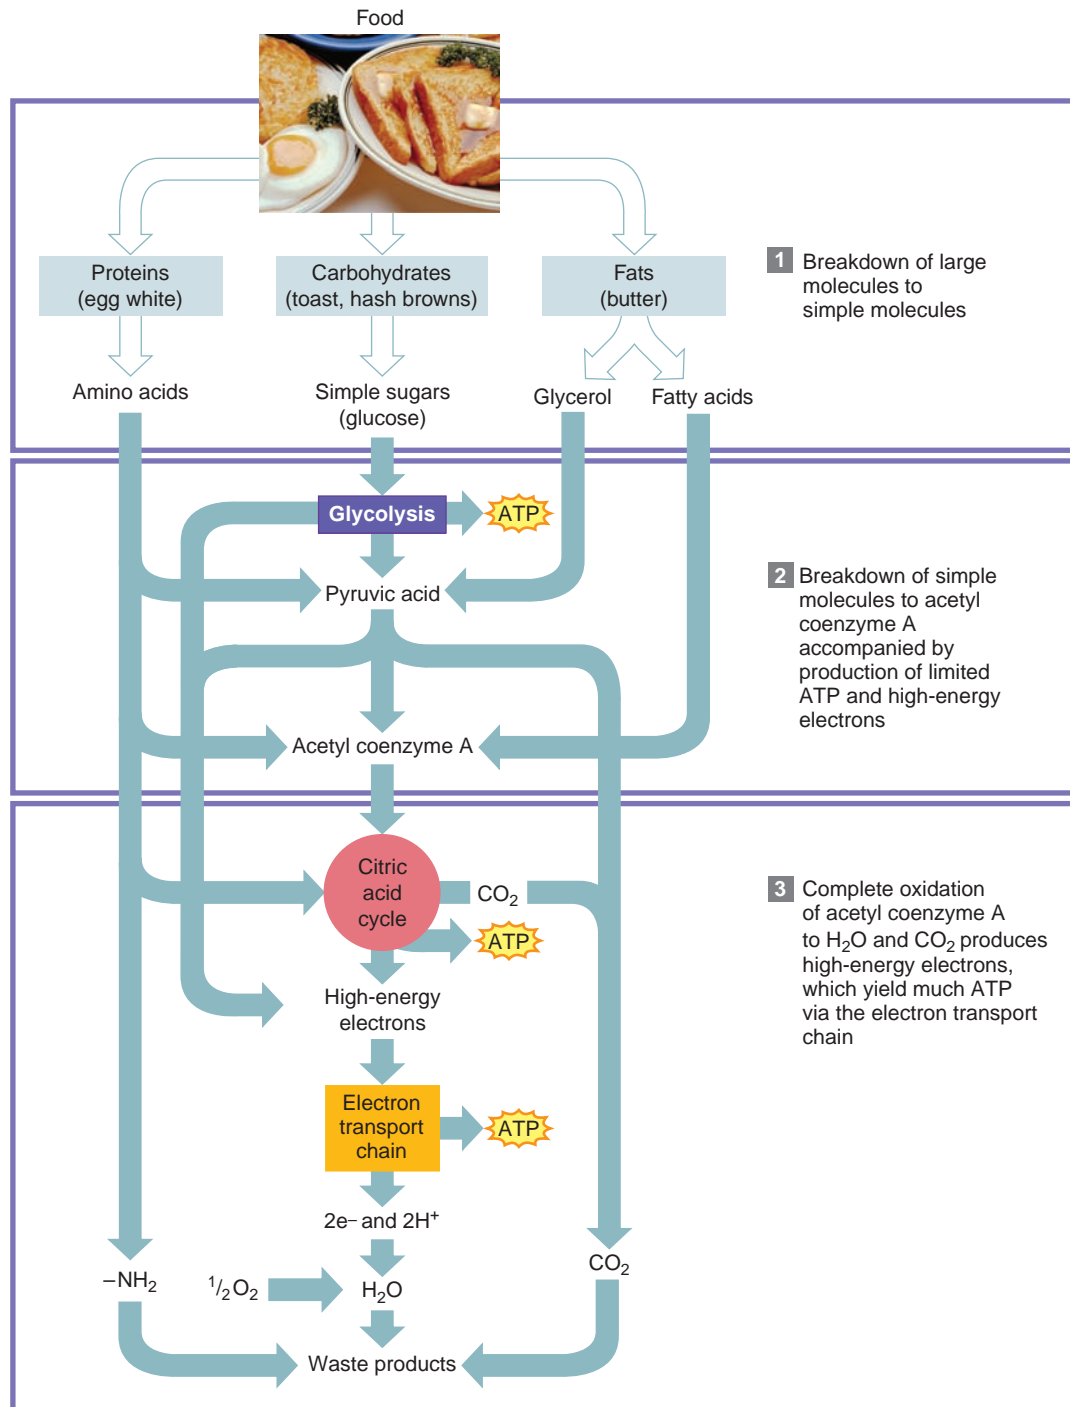 Food
Proteins
(egg white)
Carbohydrates
(toast, hash browns)
Fats
(butter)
1 Breakdown of large
molecules to
simple molecules
Amino acids
Simple sugars
(glucose)
Glycerol
Fatty acids
Glycolysis
ATP
Pyruvic acid
2 Breakdown of simple
molecules to acetyl
coenzyme A
accompanied by
production of limited
ATP and high-energy
electrons
Acetyl coenzyme A
Citric
acid
cycle
CO₂
ATP
3 Complete oxidation
of acetyl coenzyme A
to H₂O and CO₂ produces
high-energy electrons,
which yield much ATP
via the electron transport
chain
High-energy
electrons
Electron
transport
chain
ATP
2e⁻ and 2H⁺
–NH₂
¹/₂O₂
H₂O
CO₂
Waste products